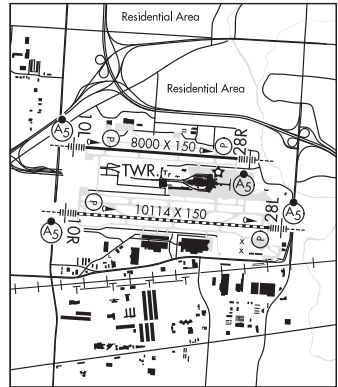 Residential Area
Residential Area
A5
10L
P
8000 X 150
P
28R
TWR.
A5
A5
P
10114 X 150
28L
A5
10R
P
x
x